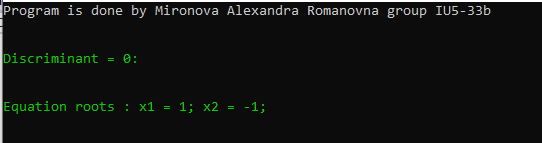 Program is done by Mironova Alexandra Romanovna group IU5-33b
Discriminant = 0:
Equation roots : x1 = 1; x2 = -1;